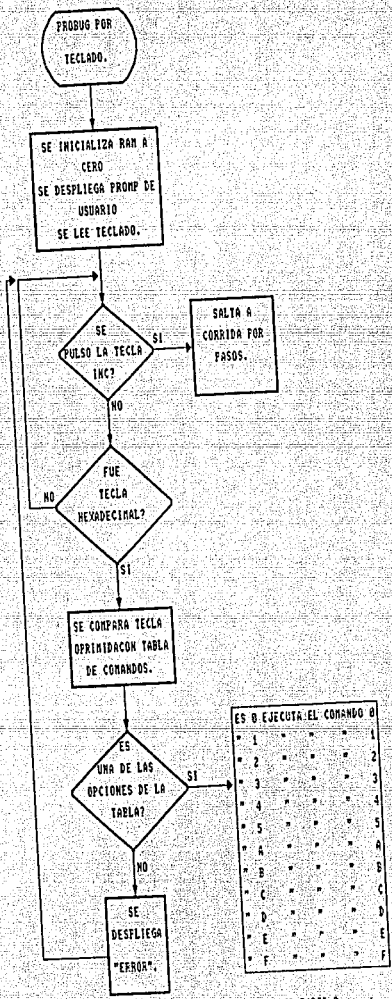 PROBUG POR
TECLADO.
SE INICIALIZA RAM A
CERO
SE DESPLIEGA PROMP DE
USUARIO
SE LEE TECLADO.
SE
PULSO LA TECLA
INC?
SI
SALTA A
CORRIDA POR
PASOS.
NO
FUE
TECLA
HEXADECIMAL?
NO
SI
SE COMPARA TECLA
OPRIMIDACON TABLA
DE COMANDOS.
ES
UNA DE LAS
OPCIONES DE LA
TABLA?
SI
NO
SE
DESPLIEGA
"ERROR".
ES 0 EJECUTA EL COMANDO 0
" 1 " " " 1
" 2 " " " 2
" 3 " " " 3
" 4 " " " 4
" 5 " " " 5
" A " " " A
" B " " " B
" C " " " C
" D " " " D
" E " " " E
" F " " " F